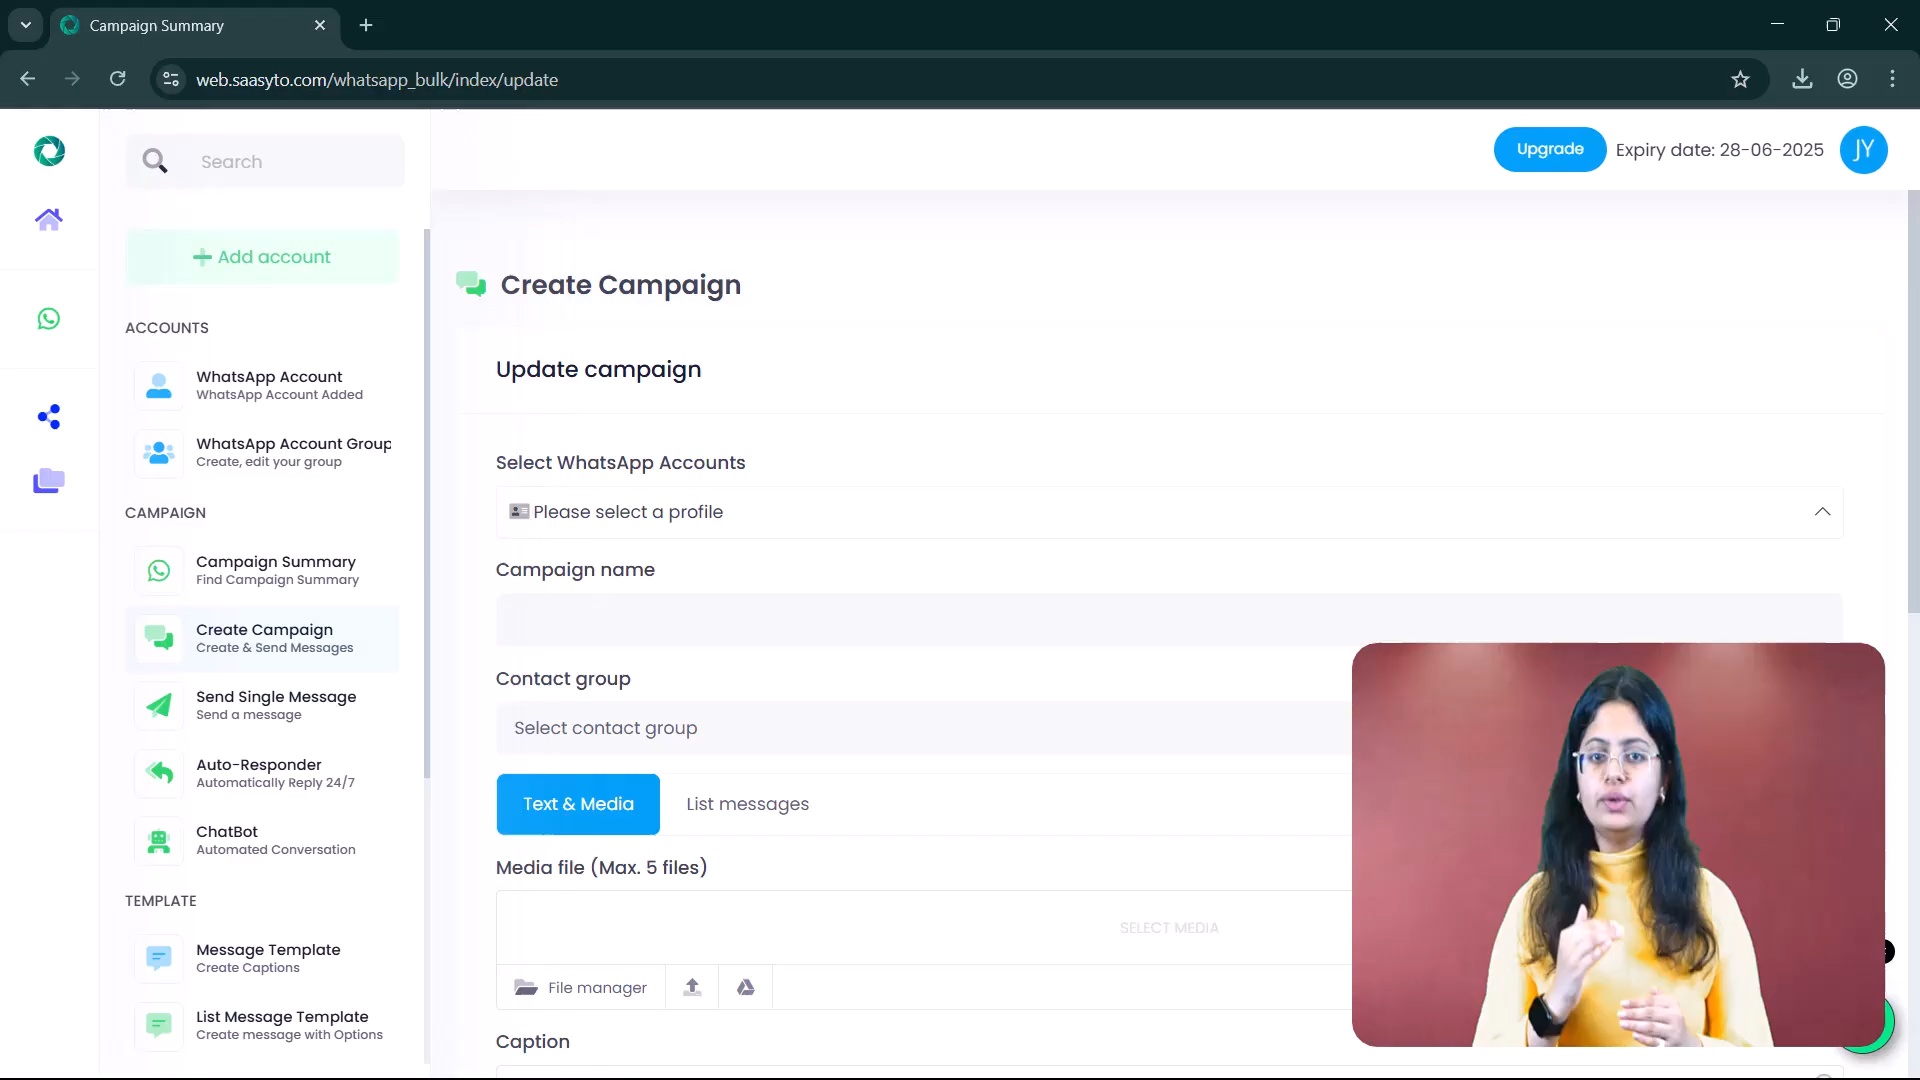 Campaign Summary
web.saasyto.com/whatsapp_bulk/index/update
Search
Upgrade
Expiry date: 28-06-2025
JY
Add account
Create Campaign
ACCOUNTS
WhatsApp Account
WhatsApp Account Added
WhatsApp Account Group
Create, edit your group
CAMPAIGN
Campaign Summary
Find Campaign Summary
Create Campaign
Create & Send Messages
Send Single Message
Send a message
Auto-Responder
Automatically Reply 24/7
ChatBot
Automated Conversation
TEMPLATE
Message Template
Create Captions
List Message Template
Create message with Options
Update campaign
Select WhatsApp Accounts
Please select a profile
Campaign name
Contact group
Select contact group
Text & Media
List messages
Media file (Max. 5 files)
SELECT MEDIA
File manager
Caption